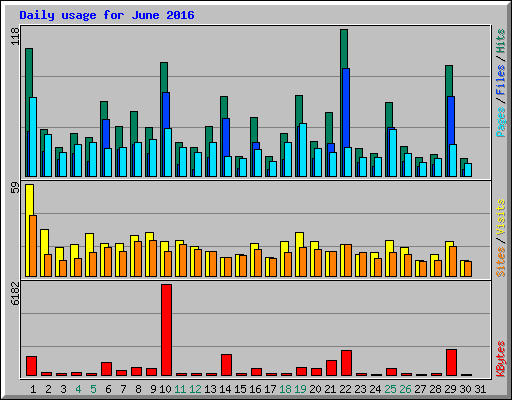 Daily usage for June 2016
118
Pages / Files / Hits
59
Sites / Visits
6182
KBytes
1 2 3 4 5 6 7 8 9 10 11 12 13 14 15 16 17 18 19 20 21 22 23 24 25 26 27 28 29 30 31